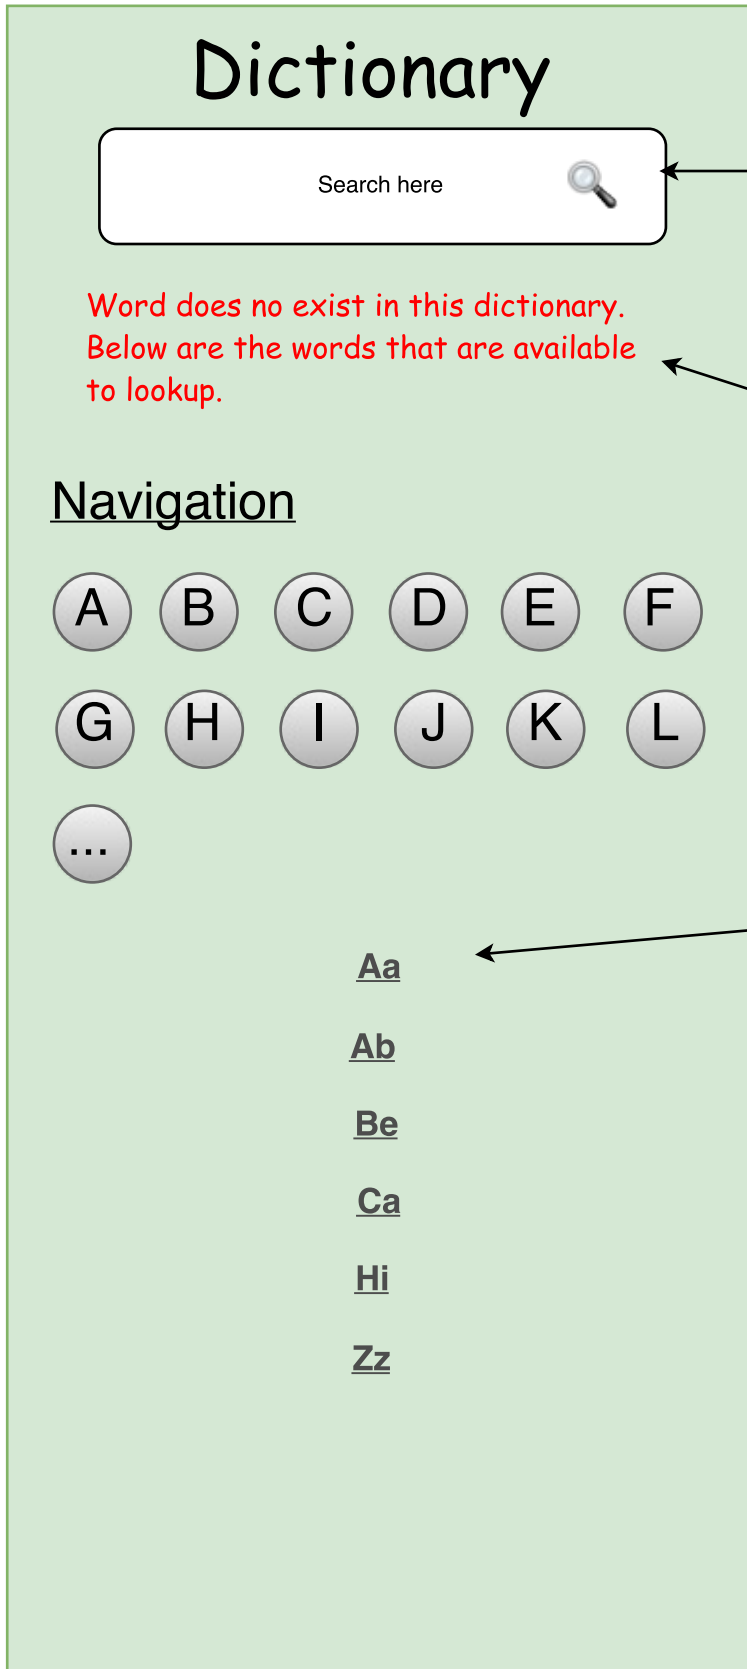 Dictionary
Search here
Word does no exist in this dictionary.
Below are the words that are available
to lookup.
Navigation
A B C D E F
G H I J K L
...
Aa
Ab
Be
Ca
Hi
Zz